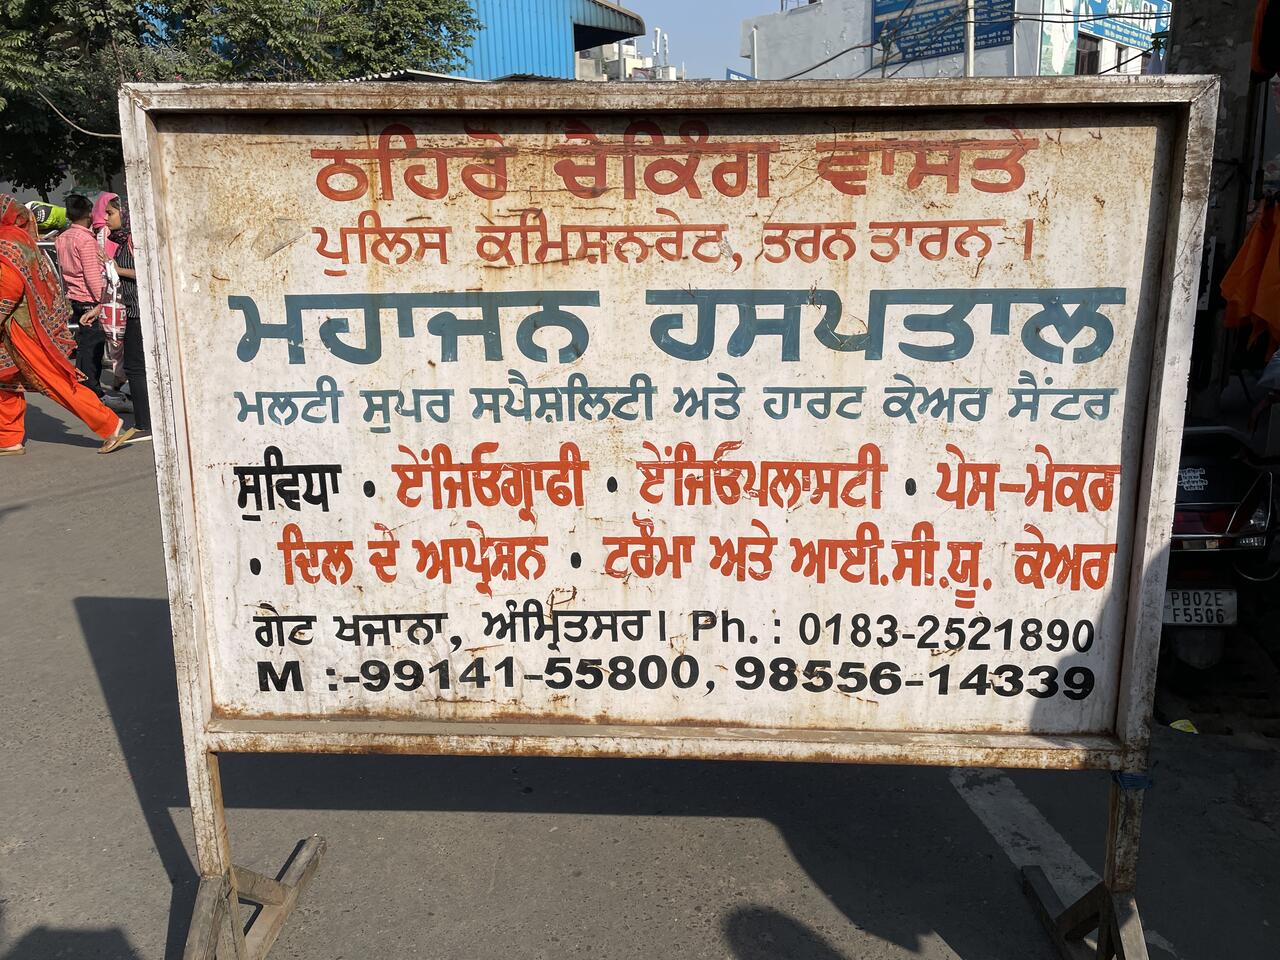 ਠਹਿਰੋ ਚੈਕਿੰਗ ਵਾਸਤੇ
ਪੁਲਿਸ ਕਮਿਸ਼ਨਰੇਟ, ਤਰਨ ਤਾਰਨ।
ਮਹਾਜਨ ਹਸਪਤਾਲ
ਮਲਟੀ ਸੁਪਰ ਸਪੈਸ਼ਲਿਟੀ ਅਤੇ ਹਾਰਟ ਕੇਅਰ ਸੈਂਟਰ
ਸੁਵਿਧਾ • ਏਂਜਿਓਗ੍ਰਾਫੀ • ਏਂਜਿਓਪਲਾਸਟੀ • ਪੇਸ-ਮੇਕਰ
• ਦਿਲ ਦੇ ਆਪ੍ਰੇਸ਼ਨ • ਟਰੌਮਾ ਅਤੇ ਆਈ.ਸੀ.ਯੂ. ਕੇਅਰ
ਗੇਟ ਖਜਾਨਾ, ਅੰਮ੍ਰਿਤਸਰ। Ph. : 0183-2521890
M :-99141-55800, 98556-14339
PB02E
F5506